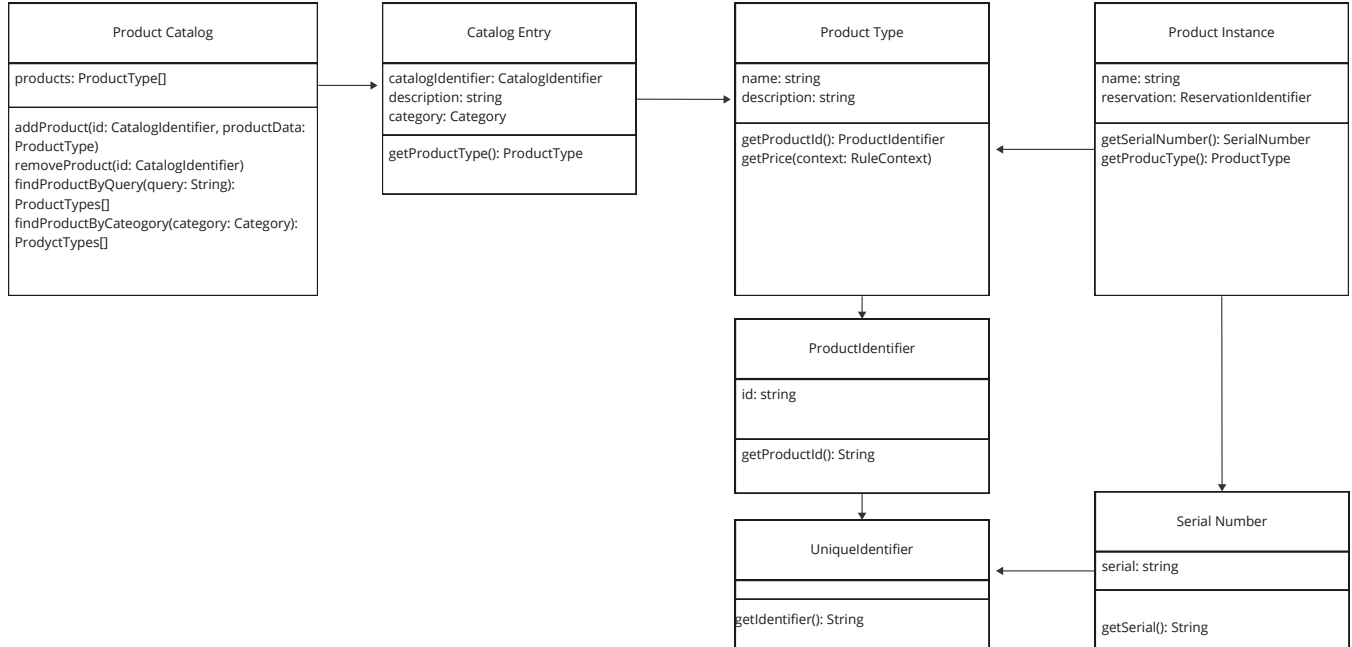 Product Catalog
products: ProductType[]
addProduct(id: CatalogIdentifier, productData:
ProductType)
removeProduct(id: CatalogIdentifier)
findProductByQuery(query: String):
ProductTypes[]
findProductByCateogory(category: Category):
ProdyctTypes[]
Catalog Entry
catalogIdentifier: CatalogIdentifier
description: string
category: Category
getProductType(): ProductType
Product Type
name: string
description: string
getProductId(): ProductIdentifier
getPrice(context: RuleContext)
Product Instance
name: string
reservation: ReservationIdentifier
getSerialNumber(): SerialNumber
getProducType(): ProductType
ProductIdentifier
id: string
getProductId(): String
UniqueIdentifier
getIdentifier(): String
Serial Number
serial: string
getSerial(): String